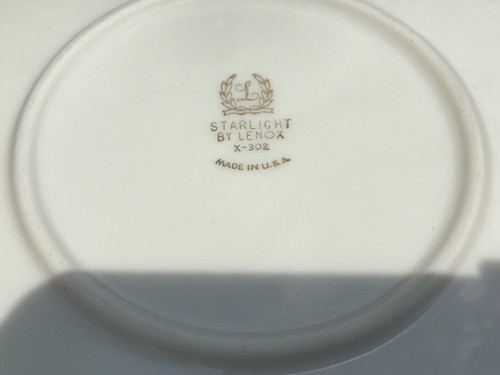 L
STARLIGHT
BY LENOX
X-302
MADE IN U.S.A.